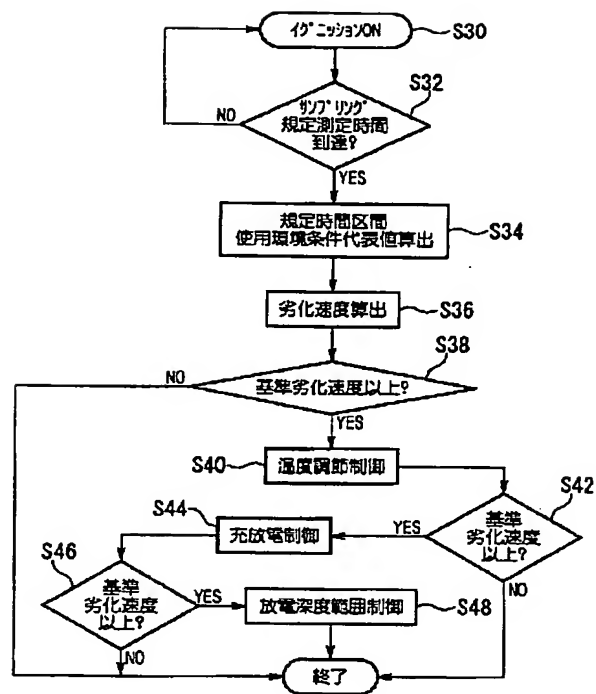 イグニッションON
S30
S32
サンプリング
規定測定時間
到達?
NO
YES
規定時間区間
使用環境条件代表値算出
S34
劣化速度算出
S36
S38
NO
基準劣化速度以上?
YES
S40
温度調節制御
S42
基準
劣化速度
以上?
S44
充放電制御
YES
NO
S46
基準
劣化速度
以上?
YES
放電深度範囲制御
S48
NO
終了